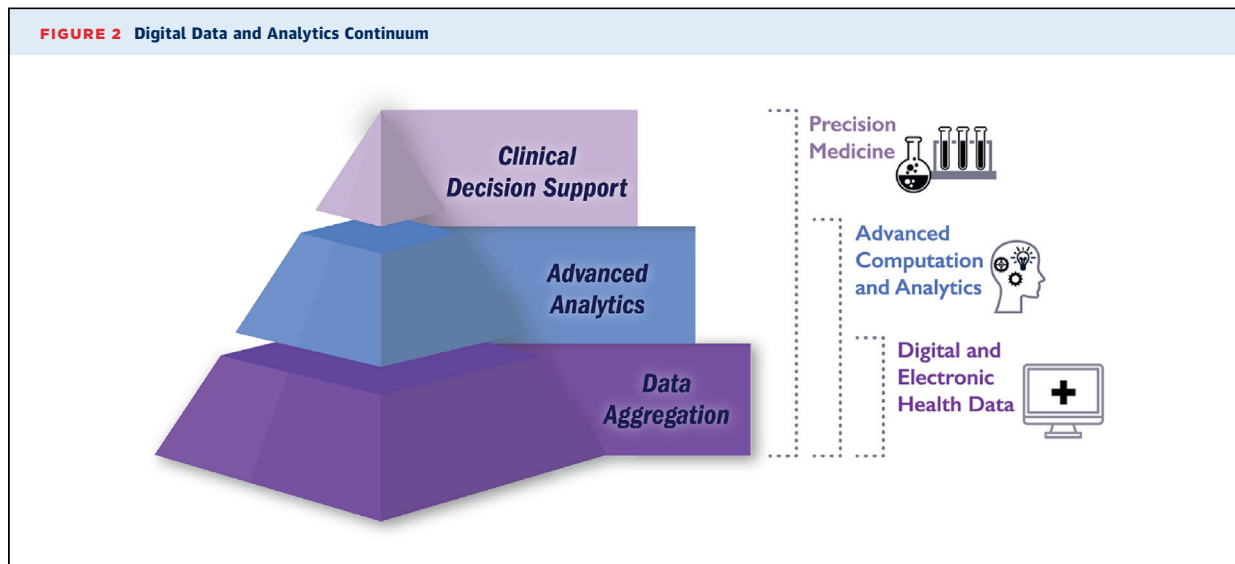 FIGURE 2 Digital Data and Analytics Continuum
Clinical
Decision Support
Advanced
Analytics
Data
Aggregation
Precision
Medicine
Advanced
Computation
and Analytics
Digital and
Electronic
Health Data